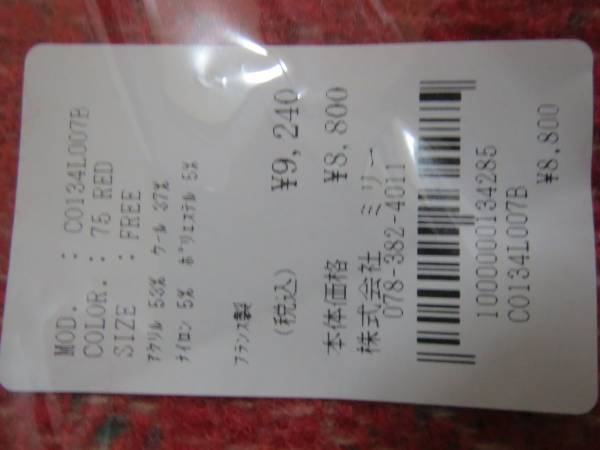 MOD. : C0134L007B
COLOR. : 75 RED
SIZE : FREE
アクリル 53% ウール 37%
ナイロン 5% ポリエステル 5%
フランス製
(税込) ¥9,240
本体価格 ¥8,800
株式会社 ミリー
078-382-4011
1000000134285
C0134L007B
¥8,800